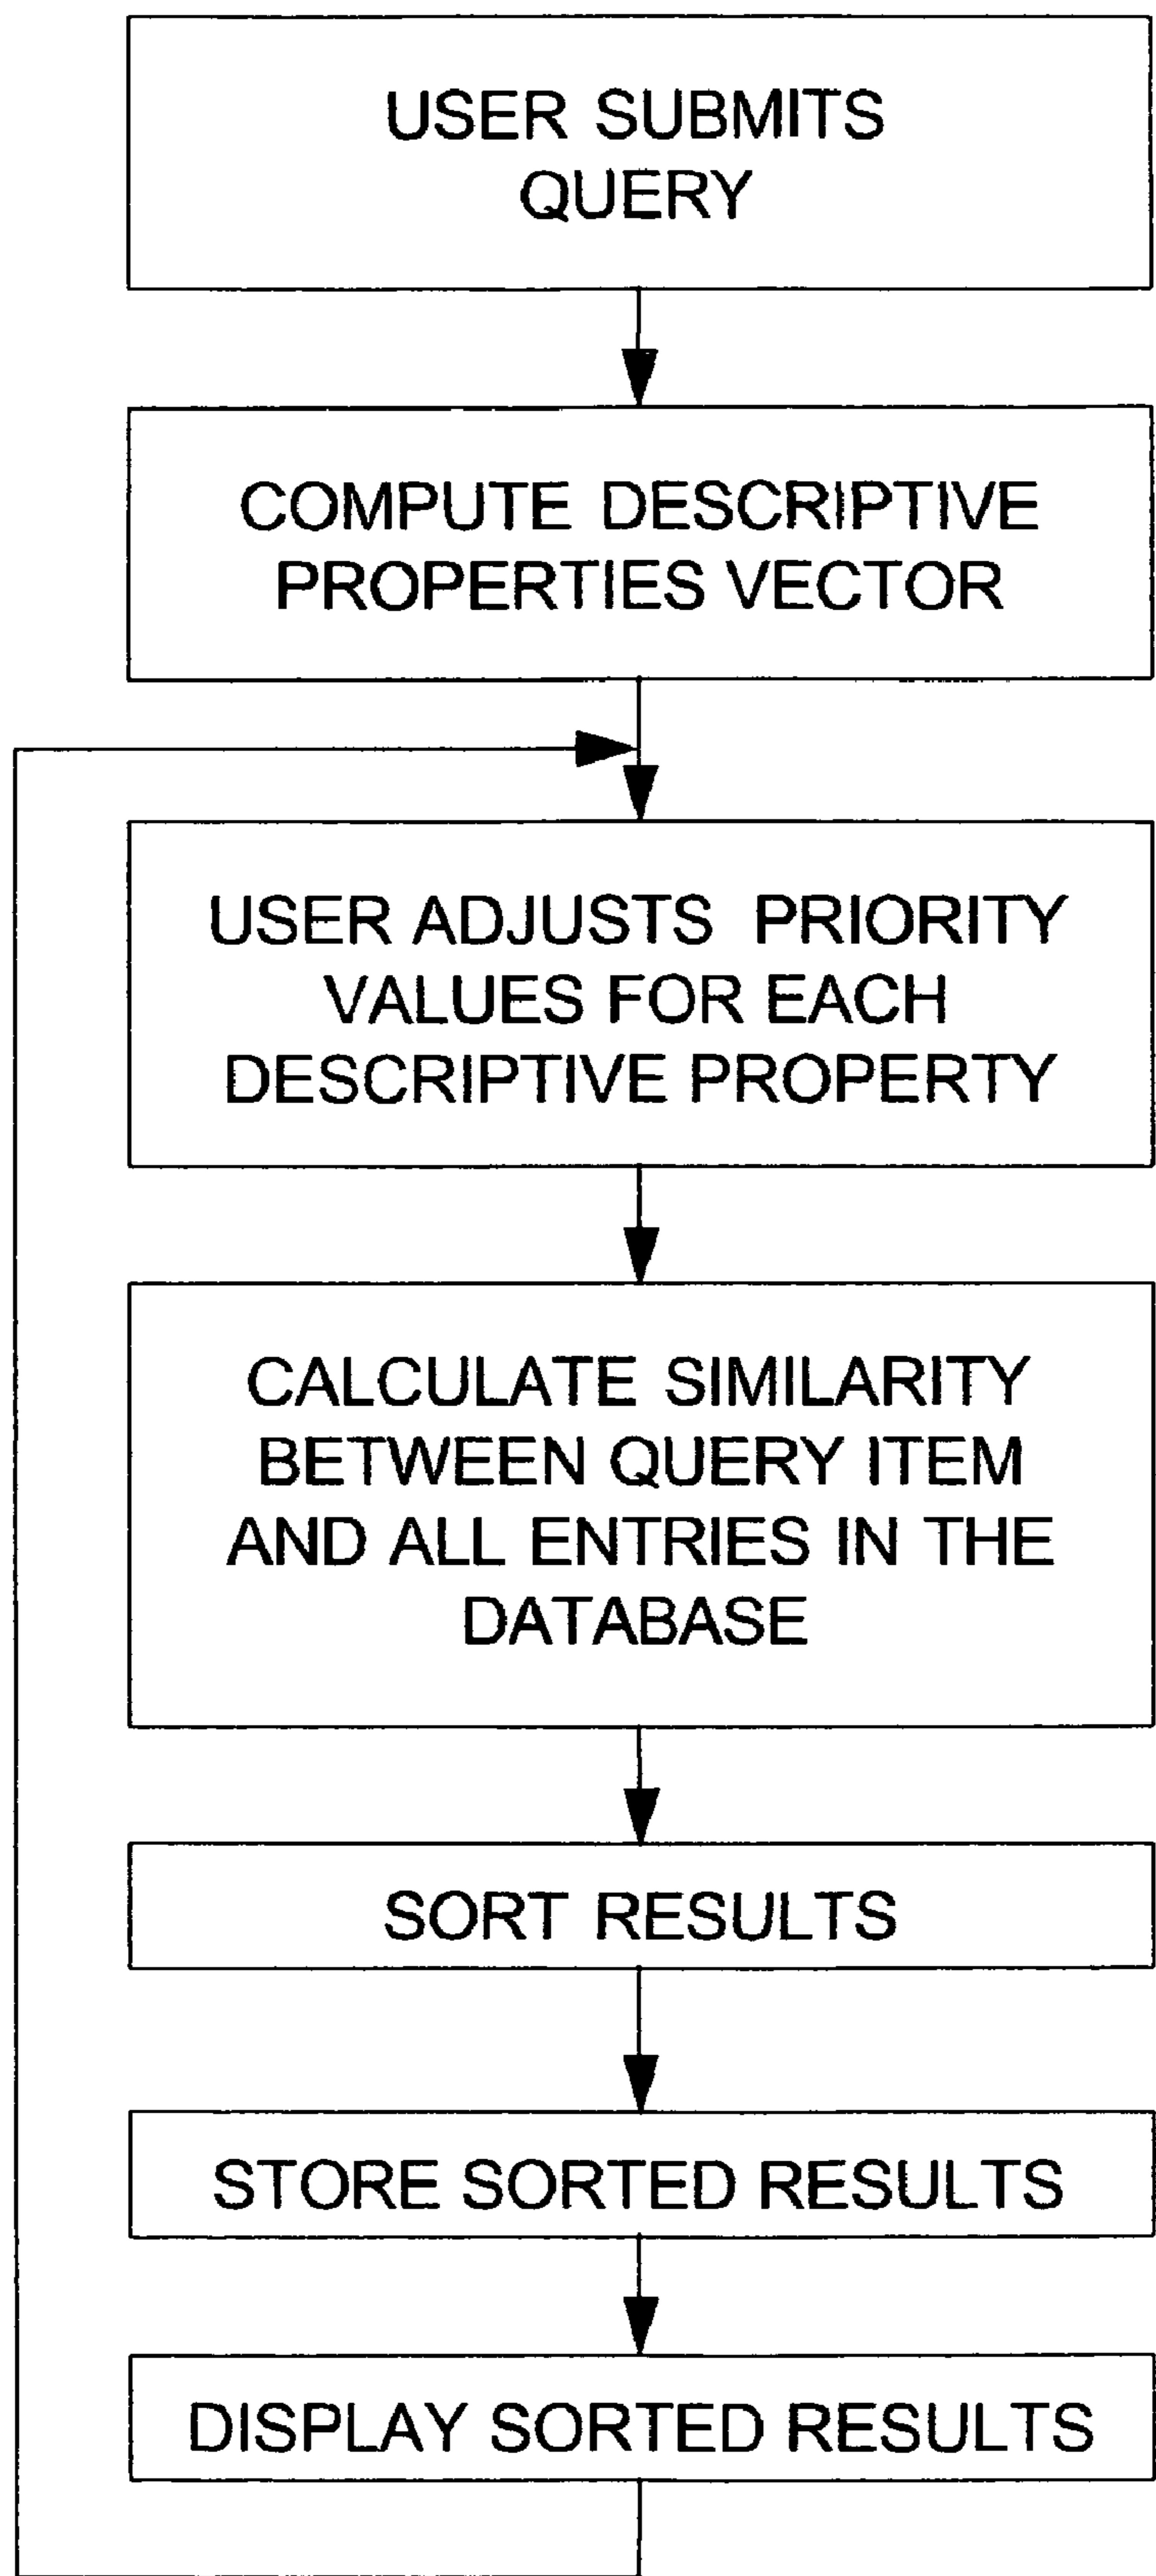 USER SUBMITS
QUERY
COMPUTE DESCRIPTIVE
PROPERTIES VECTOR
USER ADJUSTS PRIORITY
VALUES FOR EACH
DESCRIPTIVE PROPERTY
CALCULATE SIMILARITY
BETWEEN QUERY ITEM
AND ALL ENTRIES IN THE
DATABASE
SORT RESULTS
STORE SORTED RESULTS
DISPLAY SORTED RESULTS